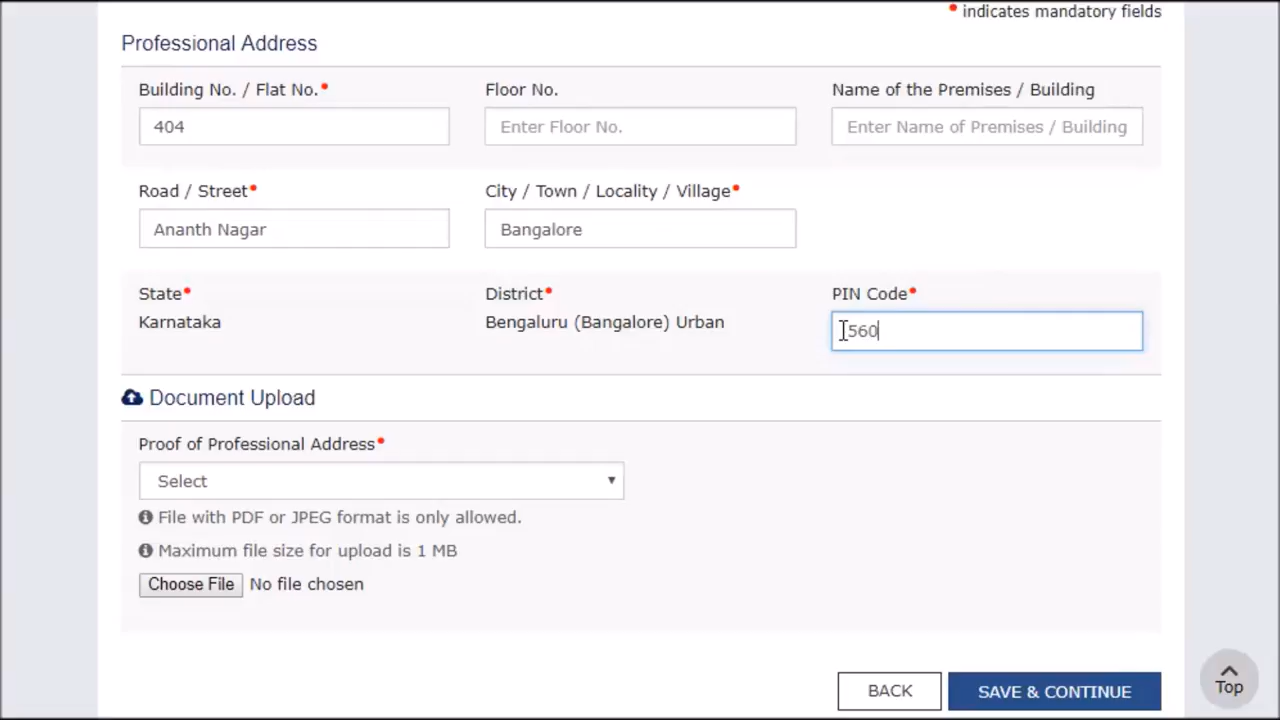 • indicates mandatory fields
Professional Address
Building No. / Flat No.•
Floor No.
Name of the Premises / Building
404
Enter Floor No.
Enter Name of Premises / Building
Road / Street•
City / Town / Locality / Village•
Ananth Nagar
Bangalore
State•
District•
PIN Code•
Karnataka
Bengaluru (Bangalore) Urban
560
Document Upload
Proof of Professional Address•
Select
File with PDF or JPEG format is only allowed.
Maximum file size for upload is 1 MB
Choose File No file chosen
BACK
SAVE & CONTINUE
Top